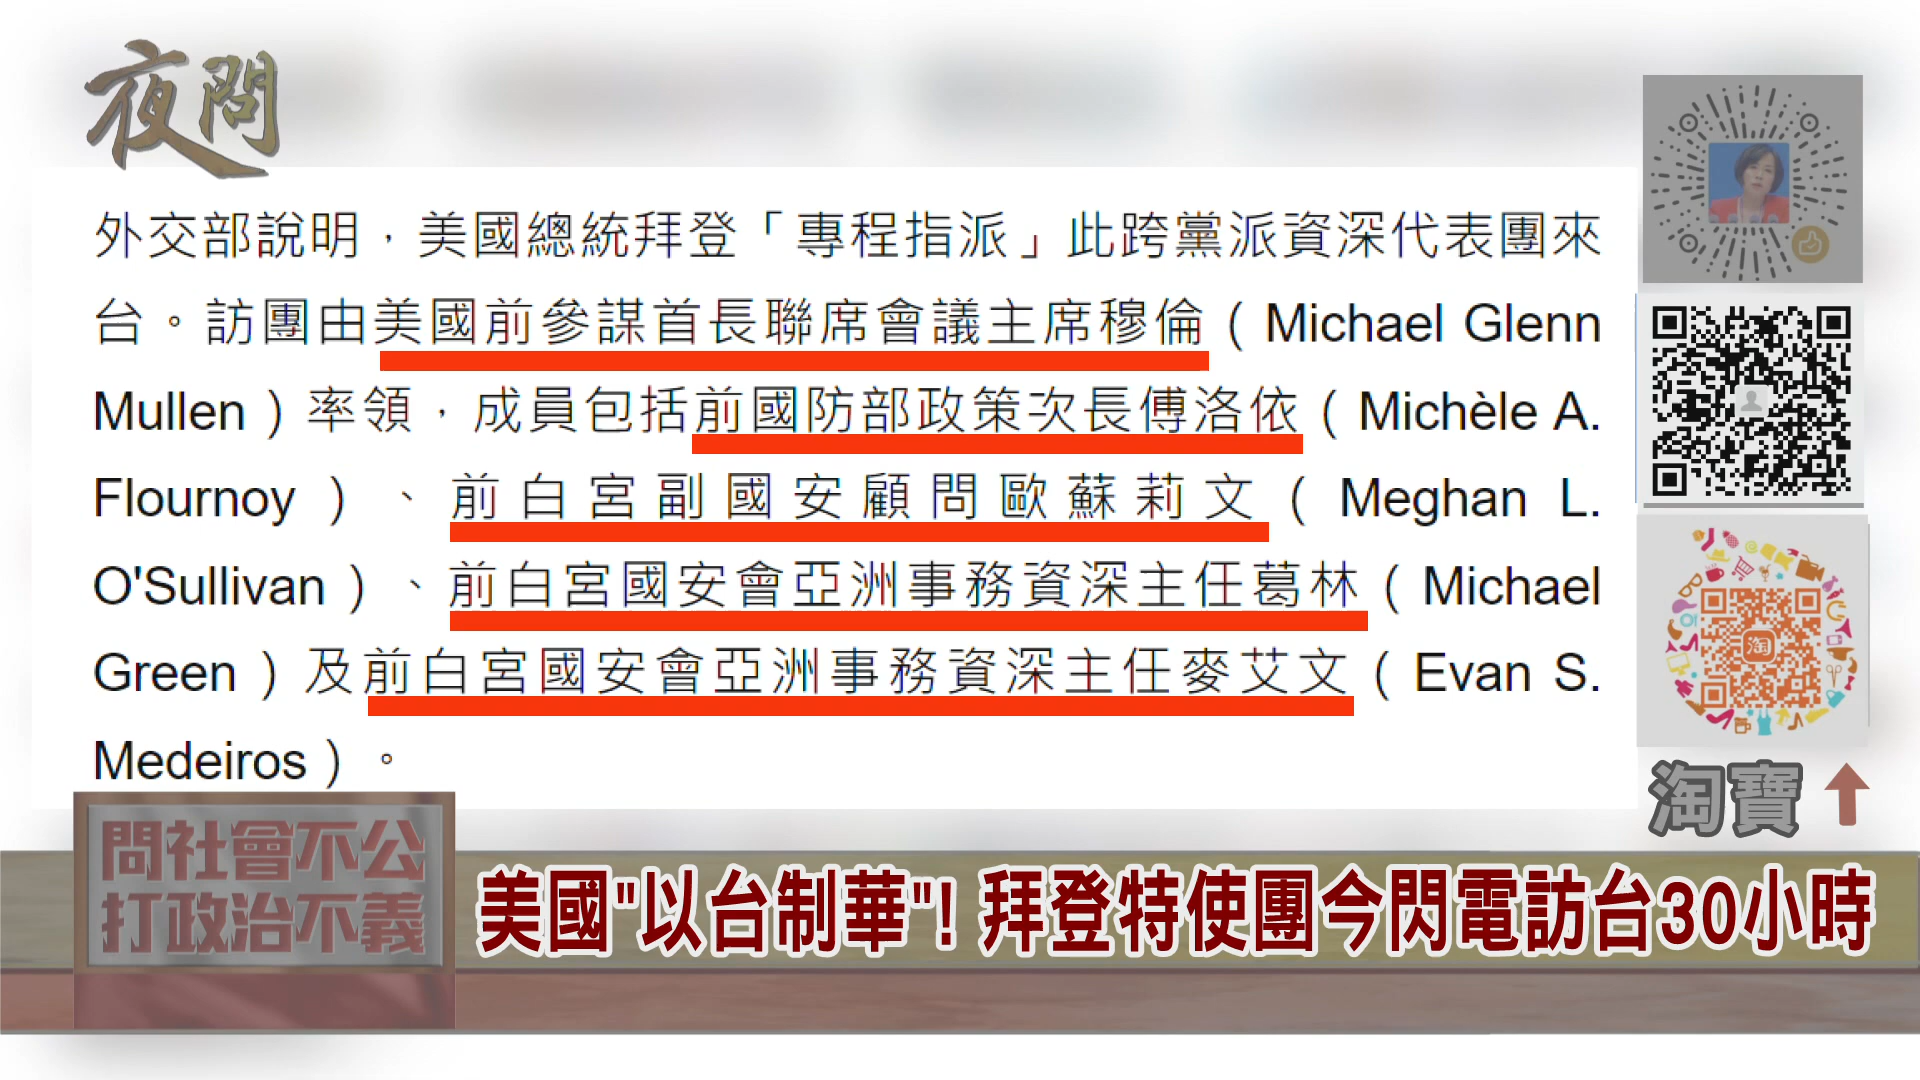 夜問
外交部說明，美國總統拜登「專程指派」此跨黨派資深代表團來
台。訪團由美國前參謀首長聯席會議主席穆倫（Michael Glenn
Mullen）率領，成員包括前國防部政策次長傅洛依（Michèle A.
Flournoy）、前白宮副國安顧問歐蘇莉文（Meghan L.
O'Sullivan）、前白宮國安會亞洲事務資深主任葛林（Michael
Green）及前白宮國安會亞洲事務資深主任麥艾文（Evan S.
Medeiros）。
淘
淘寶
問社會不公
打政治不義
美國"以台制華"! 拜登特使團今閃電訪台30小時